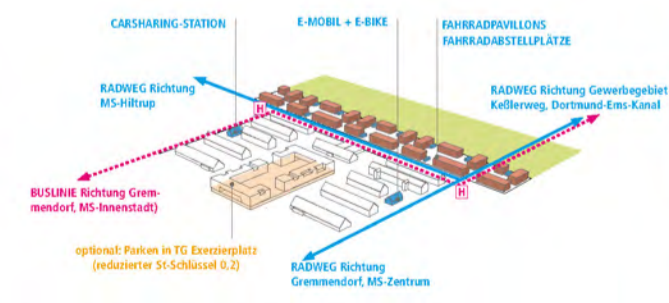 CARSHARING-STATION
E-MOBIL + E-BIKE
FAHRRADPAVILLONS
FAHRRADABSTELLPLÄTZE
RADWEG Richtung
MS-Hiltrup
RADWEG Richtung Gewerbegebiet
Keßlerweg, Dortmund-Ems-Kanal
H
BUSLINIE Richtung Grem-
mendorf, MS-Innenstadt)
H
optional: Parken in TG Exerzierplatz
(reduzierter St-Schlüssel 0,2)
RADWEG Richtung
Gremmendorf, MS-Zentrum